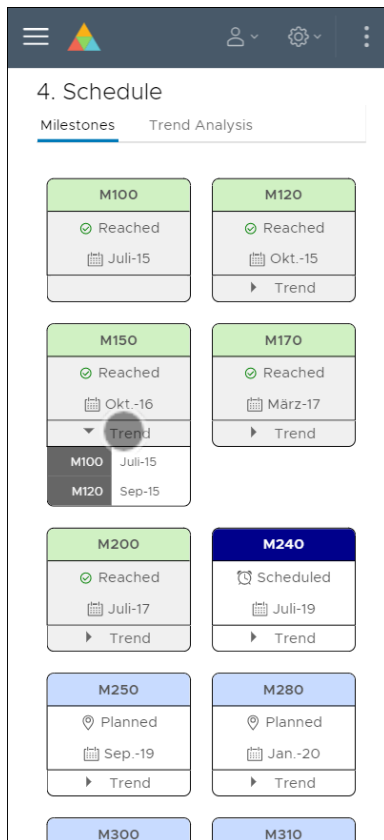 4. Schedule
Milestones Trend Analysis
M100
Reached
Juli-15
M120
Reached
Okt.-15
Trend
M150
Reached
Okt.-16
Trend
M100 Juli-15
M120 Sep-15
M170
Reached
März-17
Trend
M200
Reached
Juli-17
Trend
M240
Scheduled
Juli-19
Trend
M250
Planned
Sep.-19
Trend
M280
Planned
Jan.-20
Trend
M300
M310